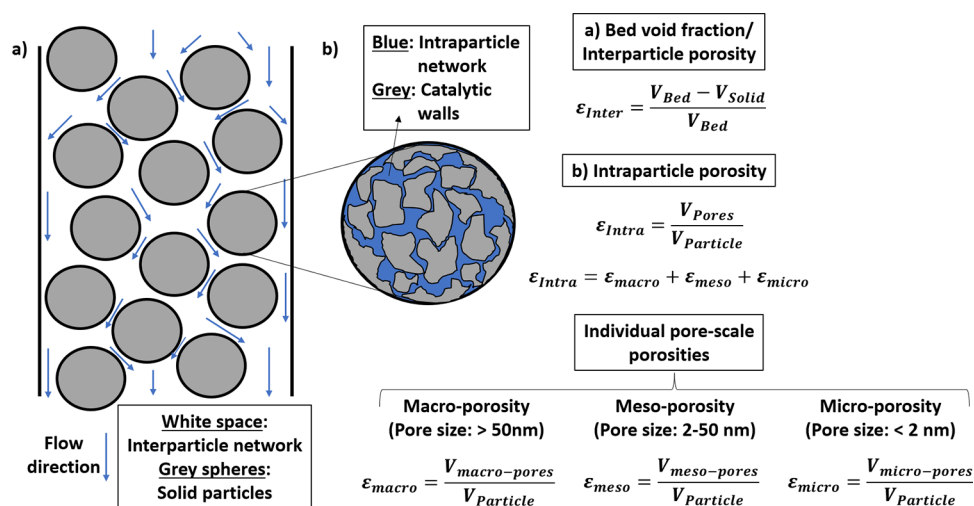 a)
Flow
direction
White space:
Interparticle network
Grey spheres:
Solid particles
b)
Blue: Intraparticle
network
Grey: Catalytic
walls
a) Bed void fraction/
Interparticle porosity
ε_Inter = (V_Bed − V_Solid) / V_Bed
b) Intraparticle porosity
ε_Intra = V_Pores / V_Particle
ε_Intra = ε_macro + ε_meso + ε_micro
Individual pore-scale
porosities
Macro-porosity
(Pore size: > 50nm)
ε_macro = V_macro−pores / V_Particle
Meso-porosity
(Pore size: 2-50 nm)
ε_meso = V_meso−pores / V_Particle
Micro-porosity
(Pore size: < 2 nm)
ε_micro = V_micro−pores / V_Particle